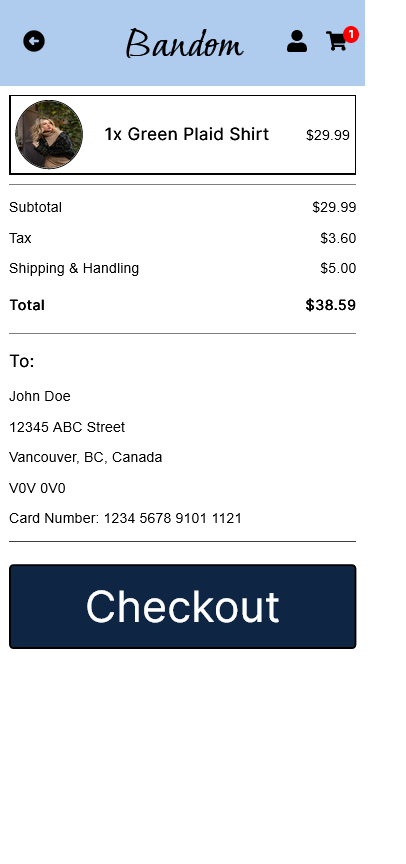 Bandom
1
1x Green Plaid Shirt $29.99
Subtotal $29.99
Tax $3.60
Shipping & Handling $5.00
Total $38.59
To:
John Doe
12345 ABC Street
Vancouver, BC, Canada
V0V 0V0
Card Number: 1234 5678 9101 1121
Checkout